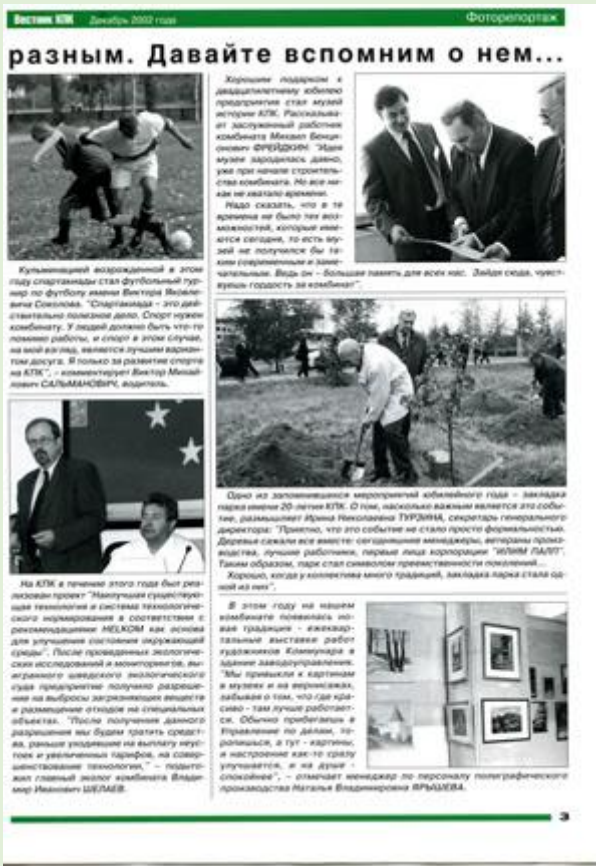 Вестник КПК Декабрь 2002 года Фоторепортаж
разным. Давайте вспомним о нем...
Кульминацией возрожденной в этом
году спартакиады стал футбольный тур-
нир по футболу имени Виктора Яковле-
вича Соколова. "Спартакиада – это дей-
ствительно полезное дело. Спорт нужен
комбинату. У людей должно быть что-то
помимо работы, и спорт в этом случае,
на мой взгляд, является лучшим вариан-
том досуга. Я только за развитие спорта
на КПК", – комментирует Виктор Михай-
лович САЛЬМАНОВИЧ, водитель.
На КПК в течение этого года был реа-
лизован проект "Наилучшая существую-
щая технология и система технологиче-
ского нормирования в соответствии с
рекомендациями HELKOM как основа
для улучшения состояния окружающей
среды". После проведенных экологиче-
ских исследований и мониторингов, вы-
игранного шведского экологического
суда предприятие получило разреше-
ние на выбросы загрязняющих веществ
и размещение отходов на специальных
объектах. "После получения данного
разрешения мы будем тратить средст-
ва, раньше уходившие на выплату неус-
тоек и увеличенных тарифов, на совер-
шенствование технологии," – подыто-
жил главный эколог комбината Влади-
мир Иванович ШЕЛАЕВ.
Хорошим подарком к
двадцатилетнему юбилею
предприятия стал музей
истории КПК. Рассказыва-
ет заслуженный работник
комбината Михаил Бенци-
онович ФРЕЙДКИН: "Идея
музея зародилась давно,
уже при начале строитель-
ства комбината. Но все ни-
как не хватало времени.
Надо сказать, что в те
времена не было тех воз-
можностей, которые име-
ются сегодня, то есть му-
зей не получился бы та-
ким современным и заме-
чательным. Ведь он – большая память для всех нас. Зайдя сюда, чувст-
вуешь гордость за комбинат".
Одно из запомнившихся мероприятий юбилейного года – закладка
парка имени 20-летия КПК. О том, насколько важным является это собы-
тие, размышляет Ирина Николаевна ТУРЗИНА, секретарь генерального
директора: "Приятно, что это событие не стало просто формальностью.
Деревья сажали все вместе: сегодняшние менеджеры, ветераны произ-
водства, лучшие работники, первые лица корпорации "ИЛИМ ПАЛП".
Таким образом, парк стал символом преемственности поколений...
Хорошо, когда у коллектива много традиций, закладка парка стала од-
ной из них".
В этом году на нашем
комбинате появилась но-
вая традиция - ежеквар-
тальные выставки работ
художников Коммунара в
здании заводоуправления.
"Мы привыкли к картинам
в музеях и на вернисажах,
забывая о том, что где кра-
сиво - там лучше работает-
ся. Обычно прибегаешь в
Управление по делам, то-
ропишься, а тут - картины,
и настроение как-то сразу
улучшается, и на душе -
спокойнее", – отмечает менеджер по персоналу полиграфического
производства Наталья Владимировна ЯРЫШЕВА.
3